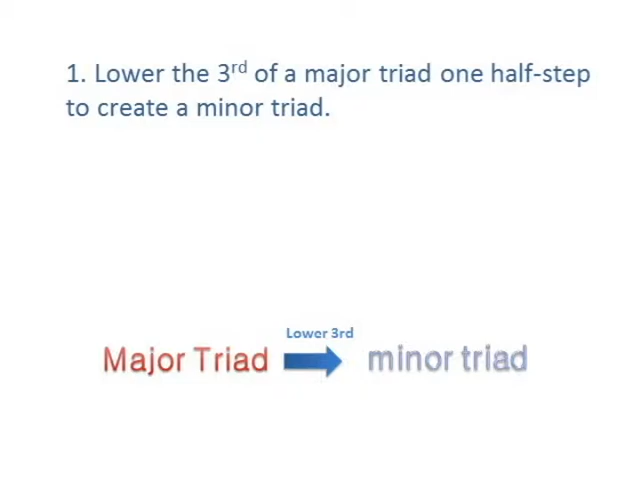 1. Lower the 3rd of a major triad one half-step
to create a minor triad.
Lower 3rd
Major Triad minor triad